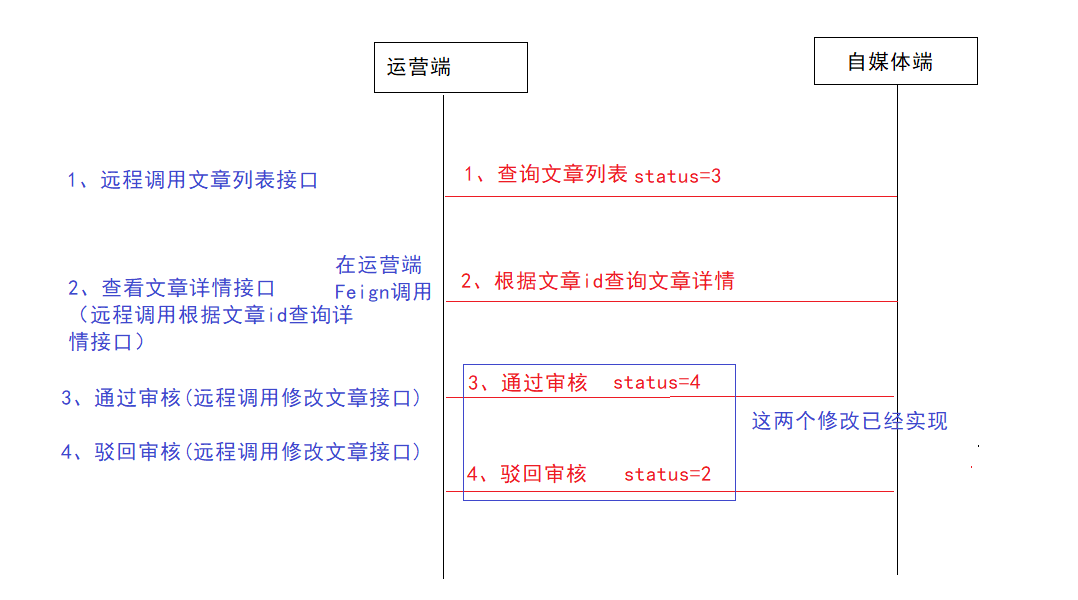 运营端
自媒体端
1、远程调用文章列表接口
1、查询文章列表 status=3
在运营端
Feign调用
2、查看文章详情接口
（远程调用根据文章id查询详
情接口）
2、根据文章id查询文章详情
3、通过审核(远程调用修改文章接口)
3、通过审核 status=4
这两个修改已经实现
4、驳回审核(远程调用修改文章接口)
4、驳回审核 status=2